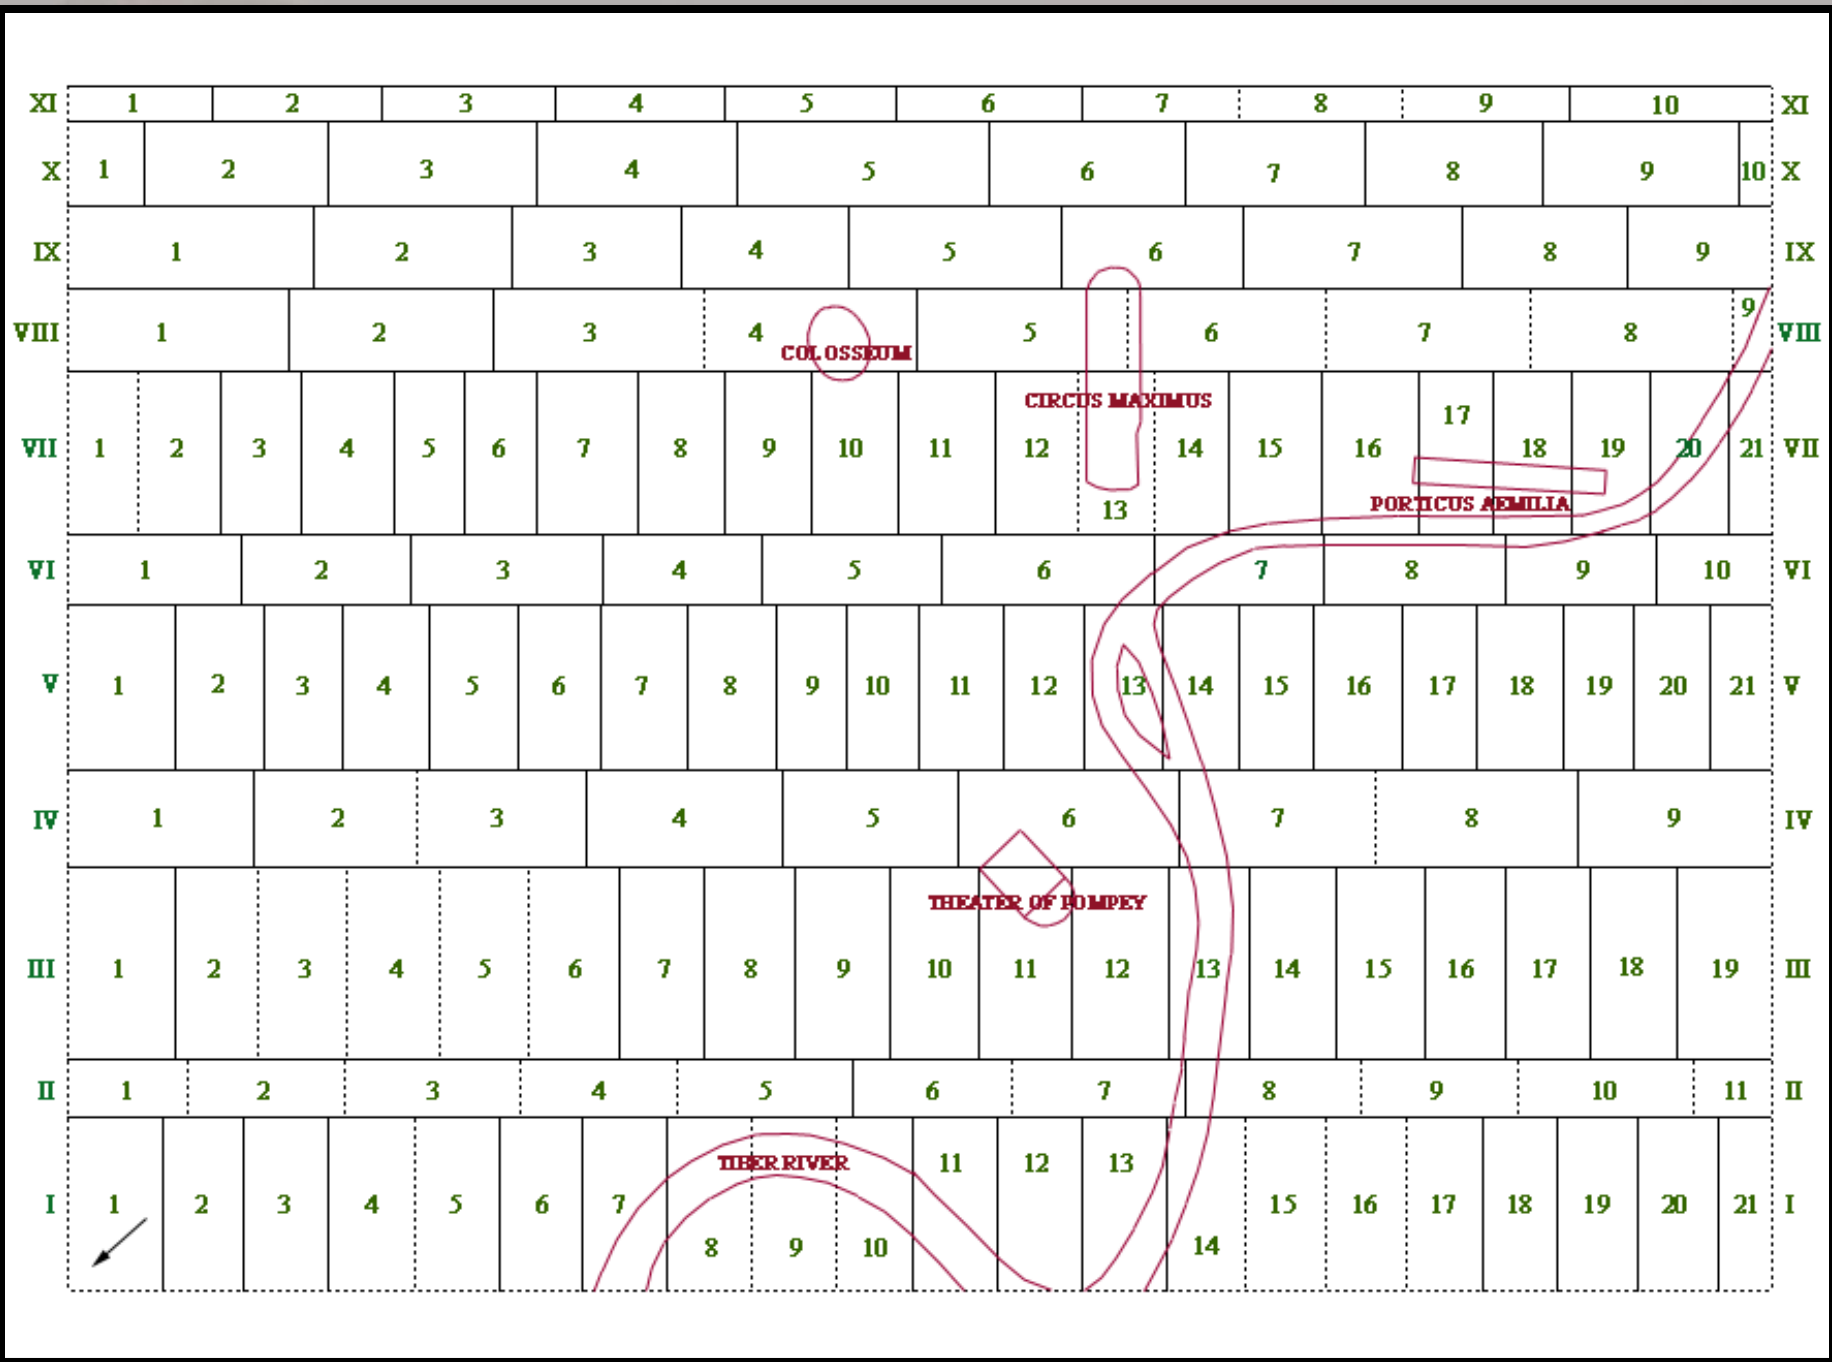 XI 1 2 3 4 5 6 7 8 9 10 XI
X 1 2 3 4 5 6 7 8 9 10 X
IX 1 2 3 4 5 6 7 8 9 IX
9
VIII 1 2 3 4 5 6 7 8 VIII
COLOSSEUM
CIRCUS MAXIMUS
17
VII 1 2 3 4 5 6 7 8 9 10 11 12 14 15 16 18 19 20 21 VII
PORTICUS AEMILIA
13
VI 1 2 3 4 5 6 7 8 9 10 VI
V 1 2 3 4 5 6 7 8 9 10 11 12 13 14 15 16 17 18 19 20 21 V
IV 1 2 3 4 5 6 7 8 9 IV
THEATER OF POMPEY
III 1 2 3 4 5 6 7 8 9 10 11 12 13 14 15 16 17 18 19 III
II 1 2 3 4 5 6 7 8 9 10 11 II
TIBER RIVER 11 12 13
I 1 2 3 4 5 6 7 15 16 17 18 19 20 21 I
8 9 10 14